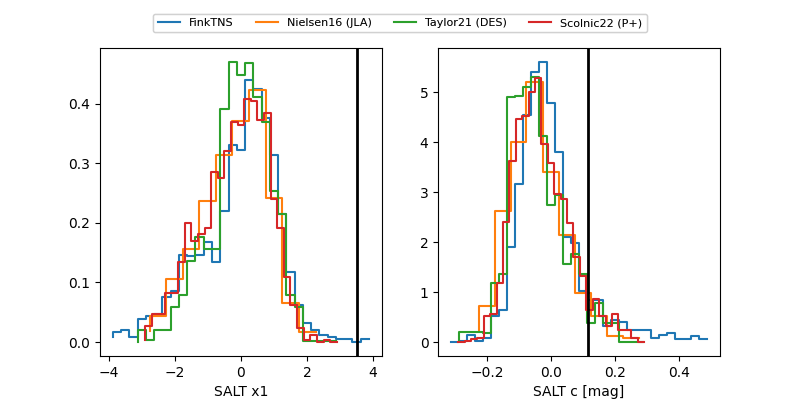 FinkTNS Nielsen16 (JLA) Taylor21 (DES) Scolnic22 (P+)
0.4
0.3
0.2
0.1
0.0
−4 −2 0 2 4
SALT x1
5
4
3
2
1
0
−0.2 0.0 0.2 0.4
SALT c [mag]